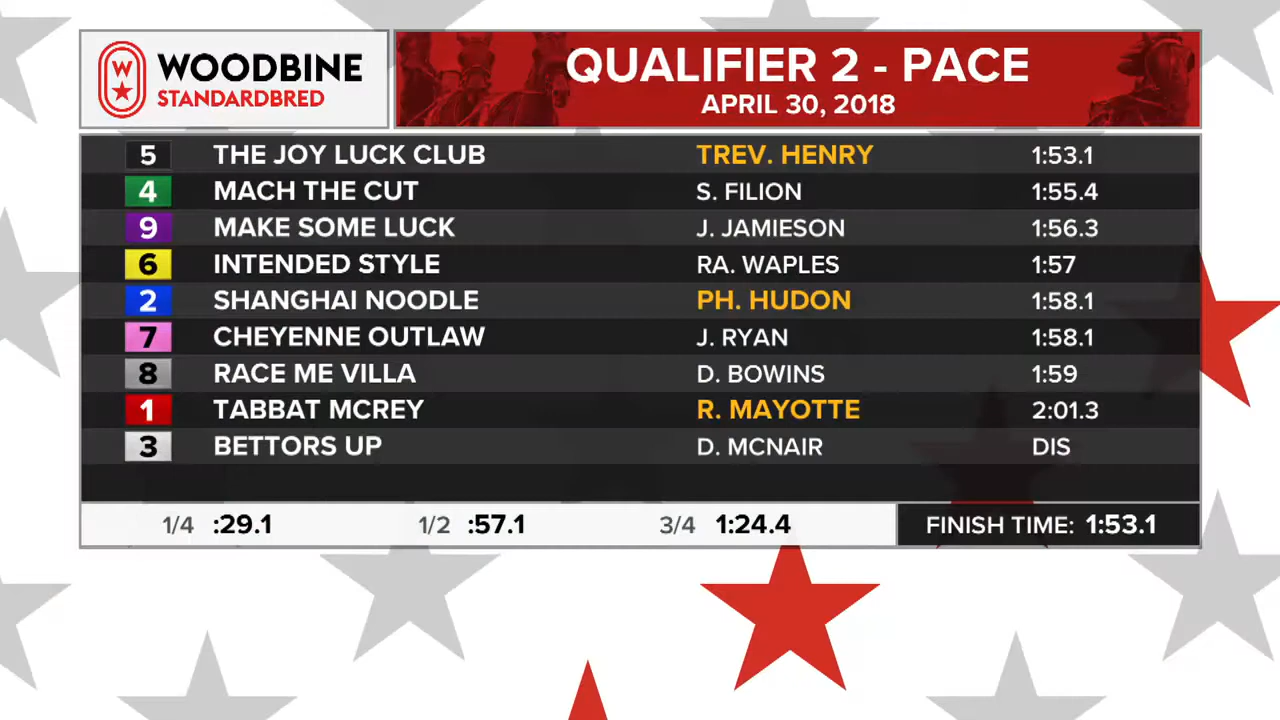 W
WOODBINE
STANDARDBRED
QUALIFIER 2 - PACE
APRIL 30, 2018
5 THE JOY LUCK CLUB TREV. HENRY 1:53.1
4 MACH THE CUT S. FILION 1:55.4
9 MAKE SOME LUCK J. JAMIESON 1:56.3
6 INTENDED STYLE RA. WAPLES 1:57
2 SHANGHAI NOODLE PH. HUDON 1:58.1
7 CHEYENNE OUTLAW J. RYAN 1:58.1
8 RACE ME VILLA D. BOWINS 1:59
1 TABBAT MCREY R. MAYOTTE 2:01.3
3 BETTORS UP D. MCNAIR DIS
1/4 :29.1 1/2 :57.1 3/4 1:24.4 FINISH TIME: 1:53.1